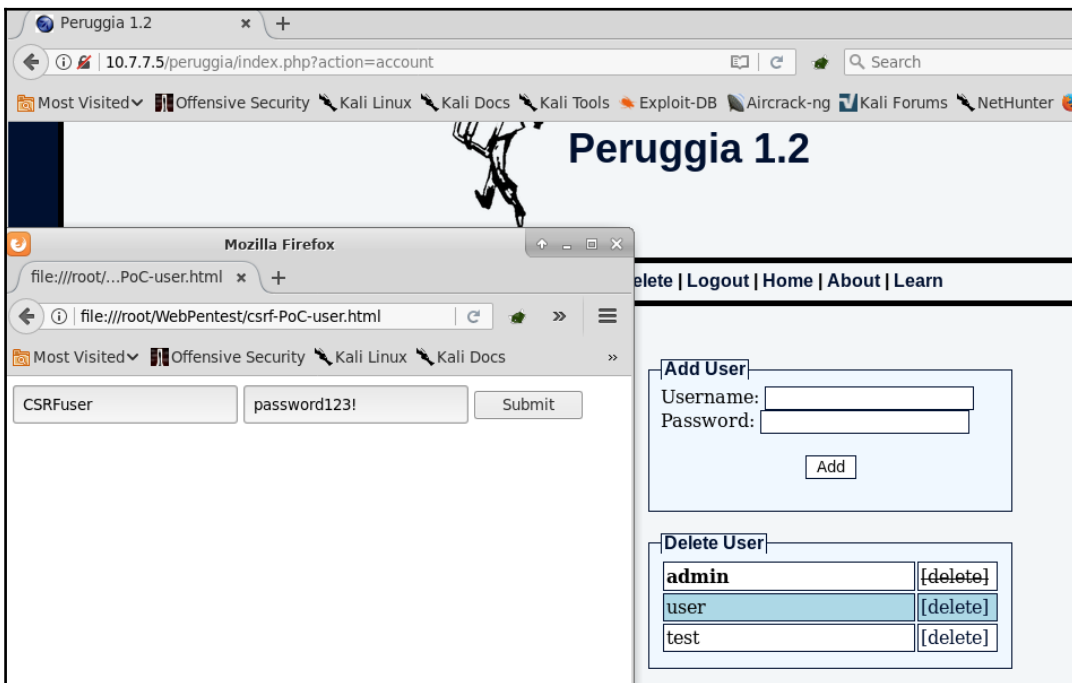 Peruggia 1.2
10.7.7.5/peruggia/index.php?action=account
Search
Most Visited Offensive Security Kali Linux Kali Docs Kali Tools Exploit-DB Aircrack-ng Kali Forums NetHunter
Peruggia 1.2
Mozilla Firefox
file:///root/...PoC-user.html
elete | Logout | Home | About | Learn
file:///root/WebPentest/csrf-PoC-user.html
Most Visited Offensive Security Kali Linux Kali Docs
CSRFuser password123! Submit
Add User
Username:
Password:
Add
Delete User
admin [delete]
user [delete]
test [delete]